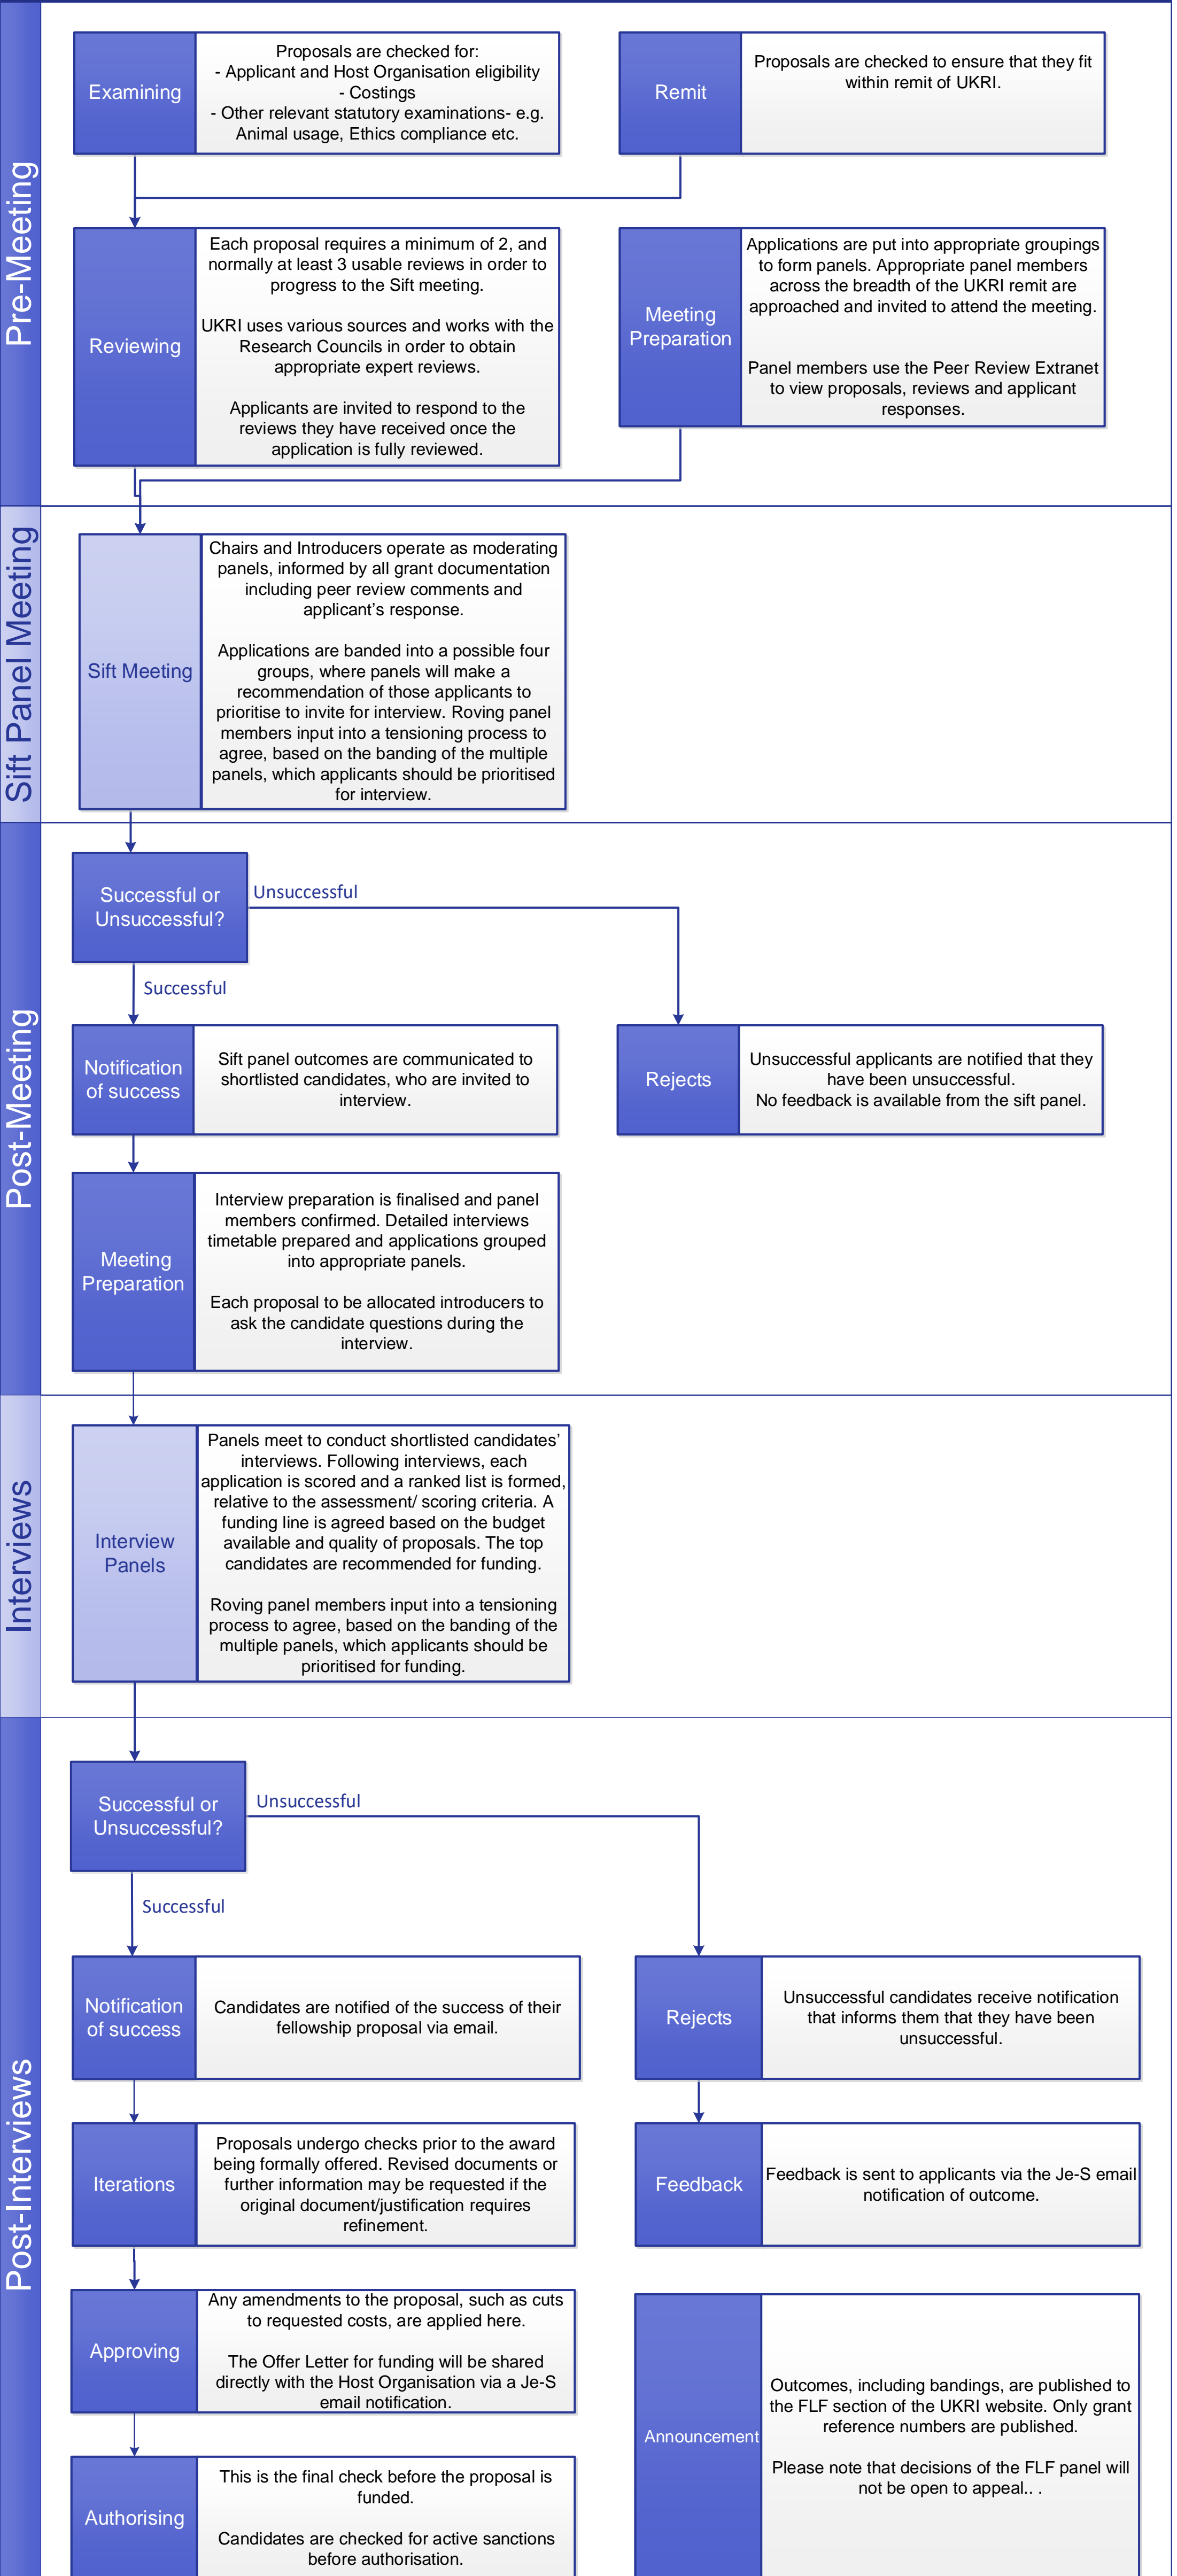 Pre-Meeting
Examining
Proposals are checked for:
- Applicant and Host Organisation eligibility
- Costings
- Other relevant statutory examinations- e.g.
Animal usage, Ethics compliance etc.
Remit
Proposals are checked to ensure that they fit
within remit of UKRI.
Reviewing
Each proposal requires a minimum of 2, and
normally at least 3 usable reviews in order to
progress to the Sift meeting.
UKRI uses various sources and works with the
Research Councils in order to obtain
appropriate expert reviews.
Applicants are invited to respond to the
reviews they have received once the
application is fully reviewed.
Meeting
Preparation
Applications are put into appropriate groupings
to form panels. Appropriate panel members
across the breadth of the UKRI remit are
approached and invited to attend the meeting.
Panel members use the Peer Review Extranet
to view proposals, reviews and applicant
responses.
Sift Panel Meeting
Sift Meeting
Chairs and Introducers operate as moderating
panels, informed by all grant documentation
including peer review comments and
applicant’s response.
Applications are banded into a possible four
groups, where panels will make a
recommendation of those applicants to
prioritise to invite for interview. Roving panel
members input into a tensioning process to
agree, based on the banding of the multiple
panels, which applicants should be prioritised
for interview.
Post-Meeting
Successful or
Unsuccessful?
Unsuccessful
Successful
Notification
of success
Sift panel outcomes are communicated to
shortlisted candidates, who are invited to
interview.
Rejects
Unsuccessful applicants are notified that they
have been unsuccessful.
No feedback is available from the sift panel.
Meeting
Preparation
Interview preparation is finalised and panel
members confirmed. Detailed interviews
timetable prepared and applications grouped
into appropriate panels.
Each proposal to be allocated introducers to
ask the candidate questions during the
interview.
Interviews
Interview
Panels
Panels meet to conduct shortlisted candidates’
interviews. Following interviews, each
application is scored and a ranked list is formed,
relative to the assessment/ scoring criteria. A
funding line is agreed based on the budget
available and quality of proposals. The top
candidates are recommended for funding.
Roving panel members input into a tensioning
process to agree, based on the banding of the
multiple panels, which applicants should be
prioritised for funding.
Post-Interviews
Successful or
Unsuccessful?
Unsuccessful
Successful
Notification
of success
Candidates are notified of the success of their
fellowship proposal via email.
Rejects
Unsuccessful candidates receive notification
that informs them that they have been
unsuccessful.
Iterations
Proposals undergo checks prior to the award
being formally offered. Revised documents or
further information may be requested if the
original document/justification requires
refinement.
Feedback
Feedback is sent to applicants via the Je-S email
notification of outcome.
Approving
Any amendments to the proposal, such as cuts
to requested costs, are applied here.
The Offer Letter for funding will be shared
directly with the Host Organisation via a Je-S
email notification.
Announcement
Outcomes, including bandings, are published to
the FLF section of the UKRI website. Only grant
reference numbers are published.
Please note that decisions of the FLF panel will
not be open to appeal.. .
Authorising
This is the final check before the proposal is
funded.
Candidates are checked for active sanctions
before authorisation.